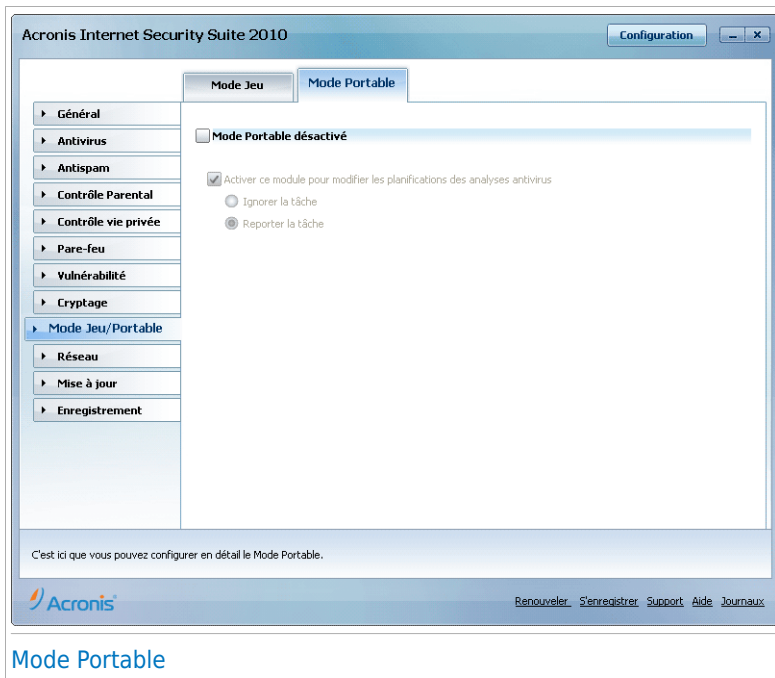 Acronis Internet Security Suite 2010
Configuration
Mode Jeu
Mode Portable
Général
Antivirus
Antispam
Contrôle Parental
Contrôle vie privée
Pare-feu
Vulnérabilité
Cryptage
Mode Jeu/Portable
Réseau
Mise à jour
Enregistrement
Mode Portable désactivé
Activer ce module pour modifier les planifications des analyses antivirus
Ignorer la tâche
Reporter la tâche
C'est ici que vous pouvez configurer en détail le Mode Portable.
Acronis
Renouveler S'enregistrer Support Aide Journaux
Mode Portable